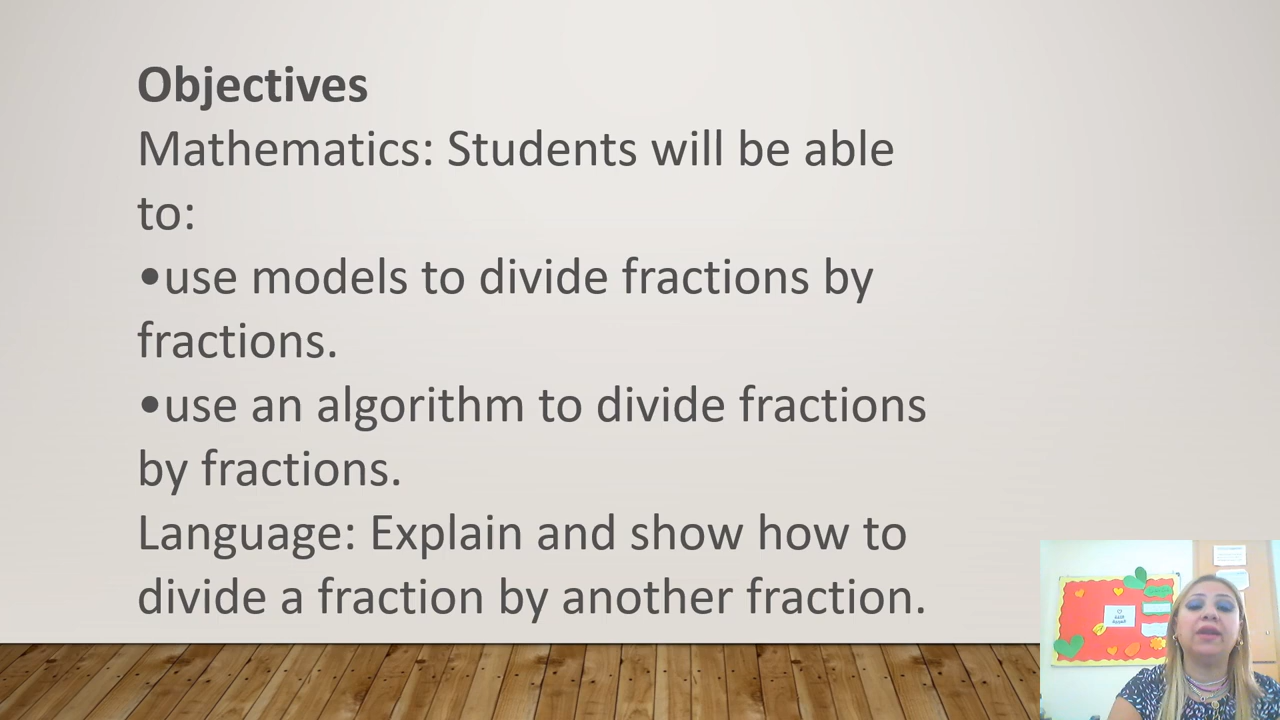 Objectives
Mathematics: Students will be able
to:
•use models to divide fractions by
fractions.
•use an algorithm to divide fractions
by fractions.
Language: Explain and show how to
divide a fraction by another fraction.